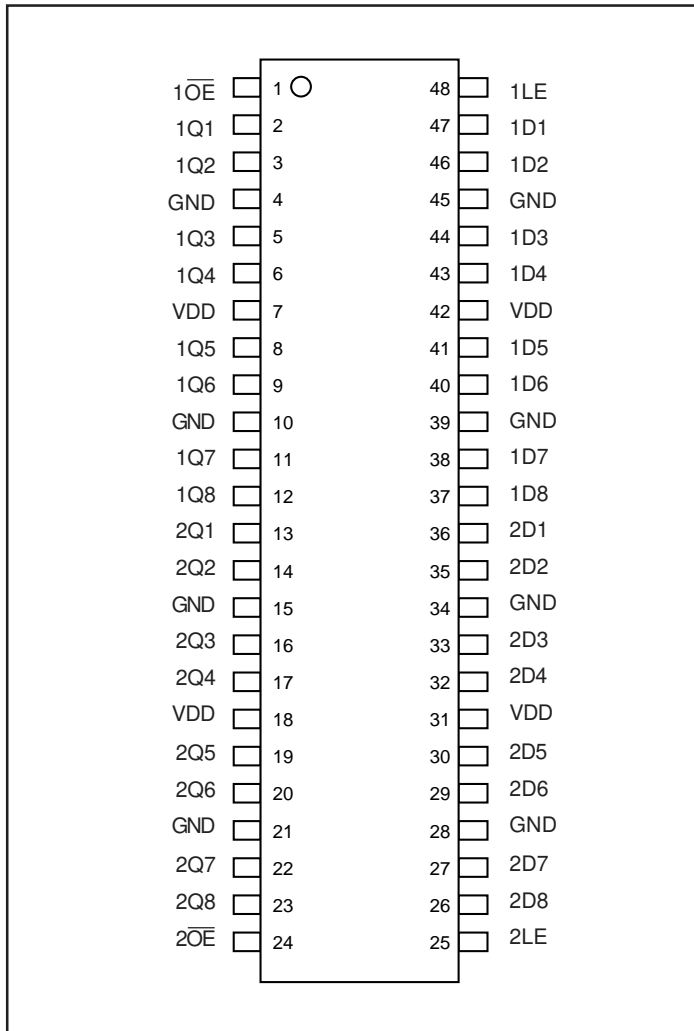 1O̅E̅ 1 48 1LE
1Q1 2 47 1D1
1Q2 3 46 1D2
GND 4 45 GND
1Q3 5 44 1D3
1Q4 6 43 1D4
VDD 7 42 VDD
1Q5 8 41 1D5
1Q6 9 40 1D6
GND 10 39 GND
1Q7 11 38 1D7
1Q8 12 37 1D8
2Q1 13 36 2D1
2Q2 14 35 2D2
GND 15 34 GND
2Q3 16 33 2D3
2Q4 17 32 2D4
VDD 18 31 VDD
2Q5 19 30 2D5
2Q6 20 29 2D6
GND 21 28 GND
2Q7 22 27 2D7
2Q8 23 26 2D8
2O̅E̅ 24 25 2LE